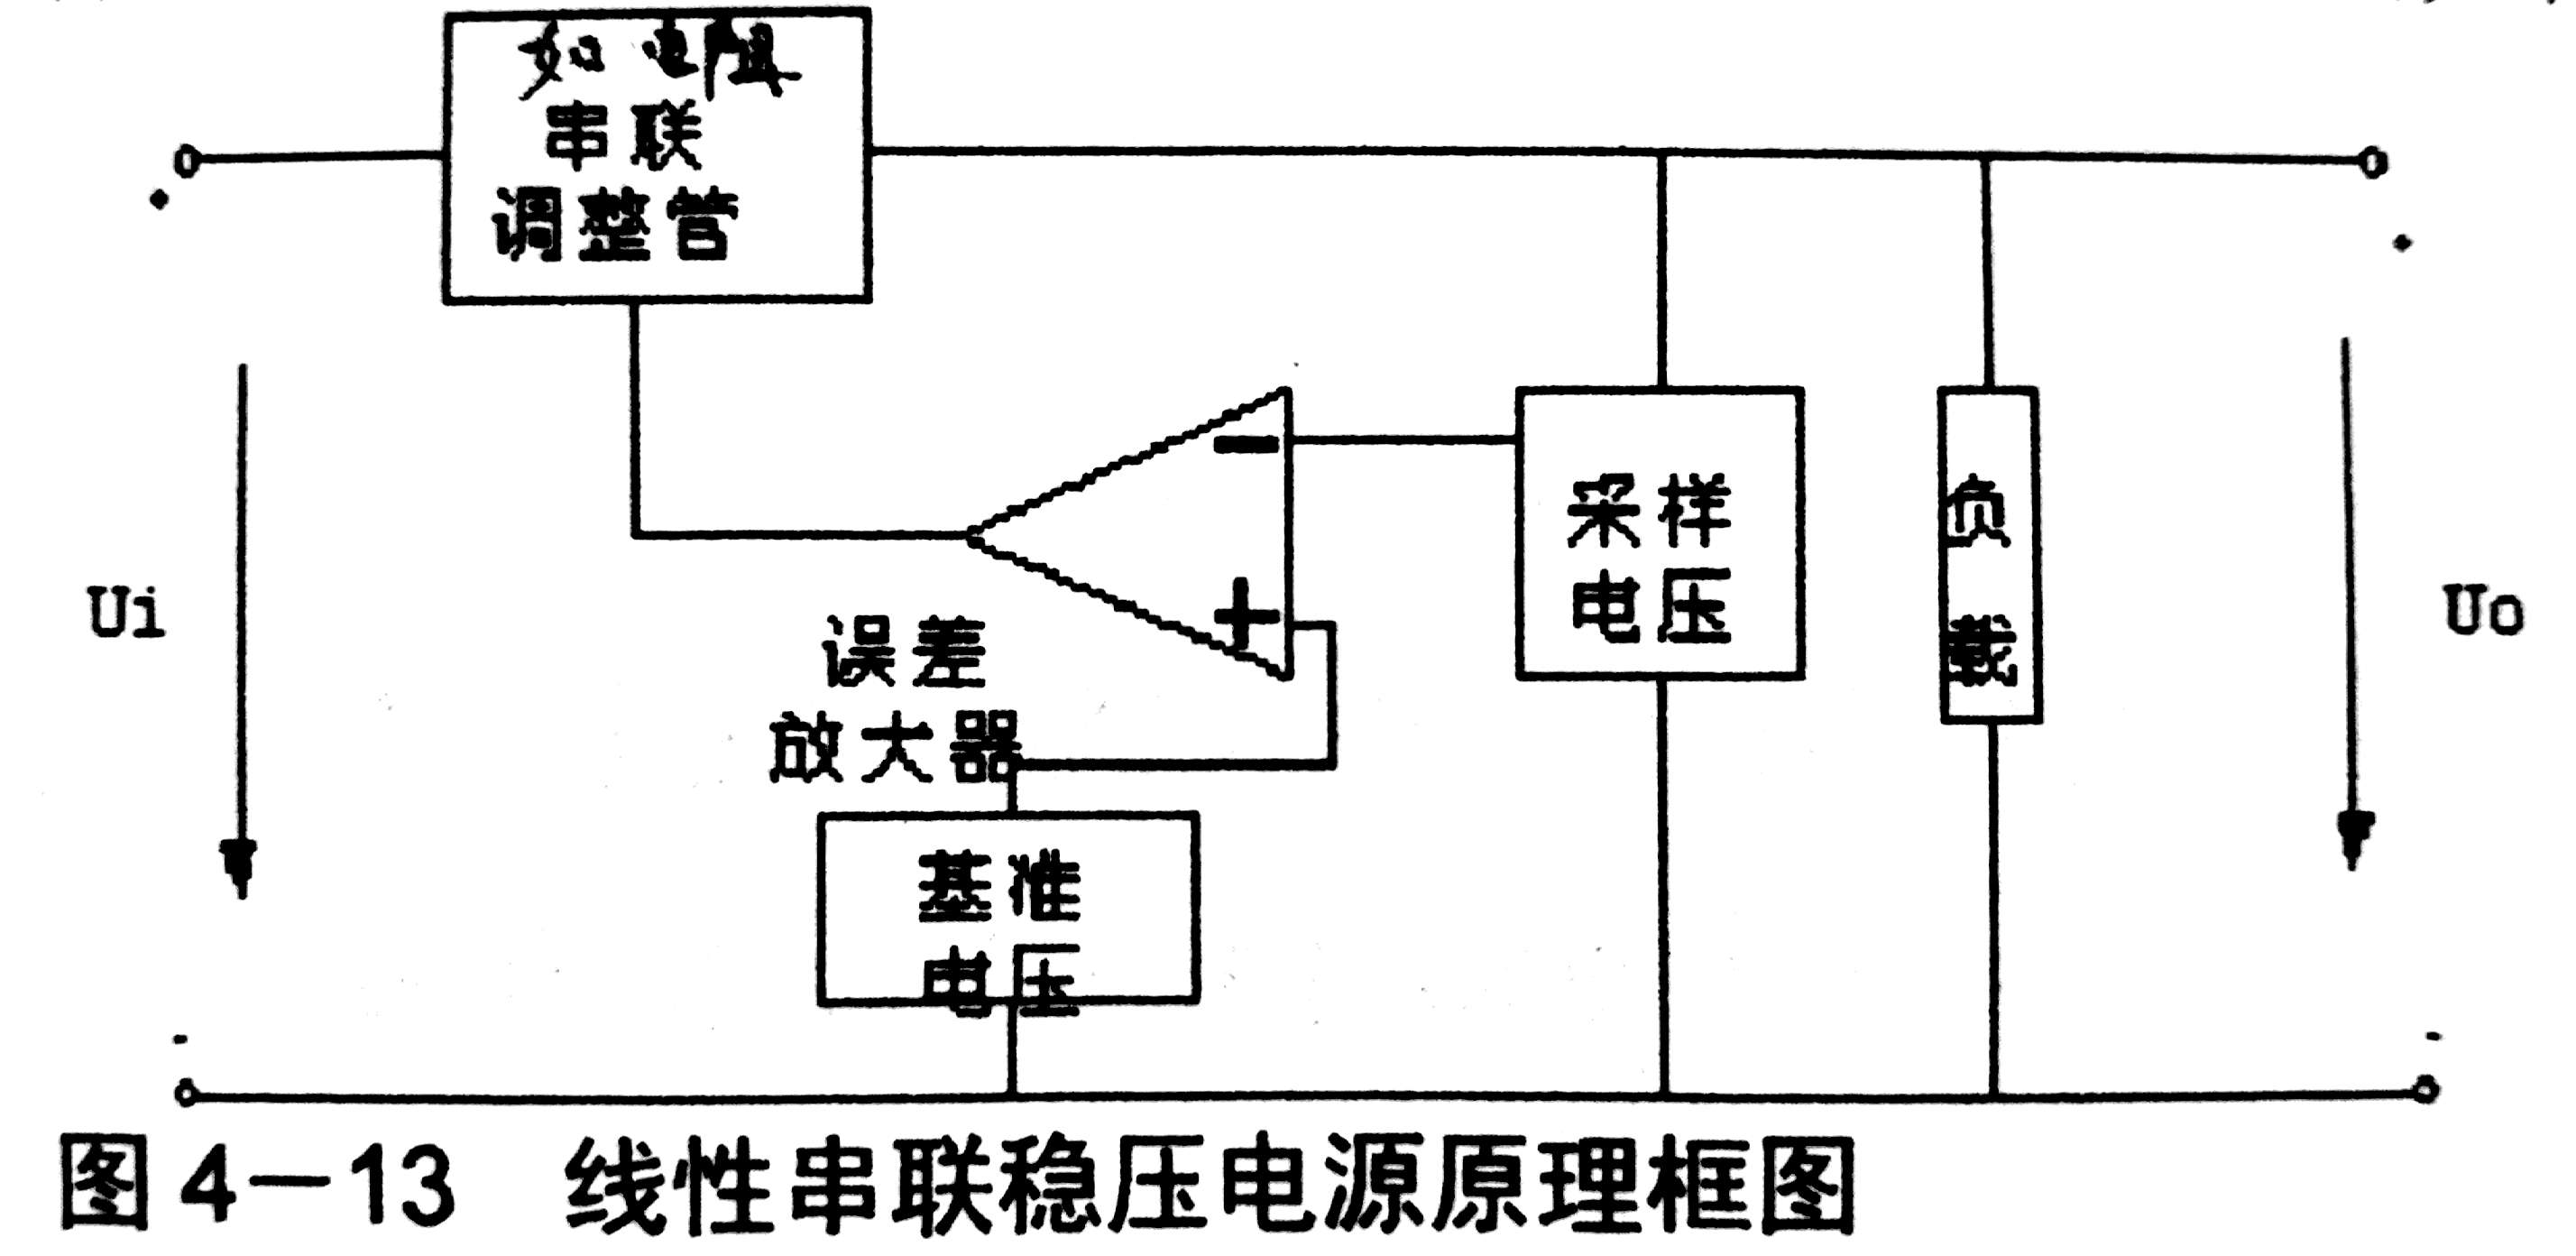 如电阻
串联
调整管
Ui
误差
放大器
采样
电压
负
载
Uo
基准
电压
图4－13 线性串联稳压电源原理框图